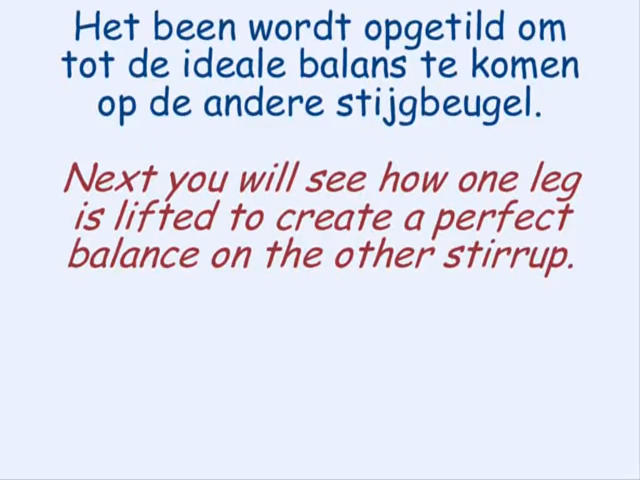 Het been wordt opgetild om
tot de ideale balans te komen
op de andere stijgbeugel.
Next you will see how one leg
is lifted to create a perfect
balance on the other stirrup.